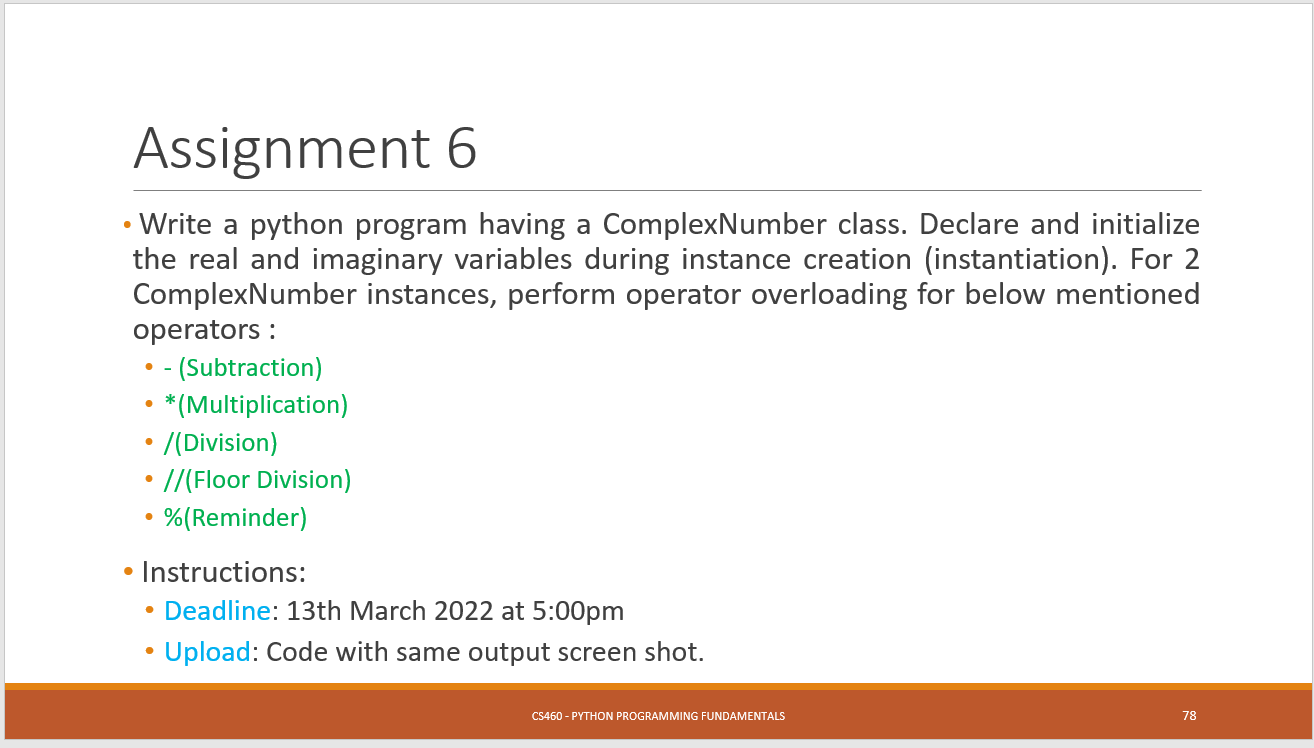 Assignment 6
• Write a python program having a ComplexNumber class. Declare and initialize
the real and imaginary variables during instance creation (instantiation). For 2
ComplexNumber instances, perform operator overloading for below mentioned
operators :
• - (Subtraction)
• *(Multiplication)
• /(Division)
• //(Floor Division)
• %(Reminder)
• Instructions:
• Deadline: 13th March 2022 at 5:00pm
• Upload: Code with same output screen shot.
CS460 - PYTHON PROGRAMMING FUNDAMENTALS
78